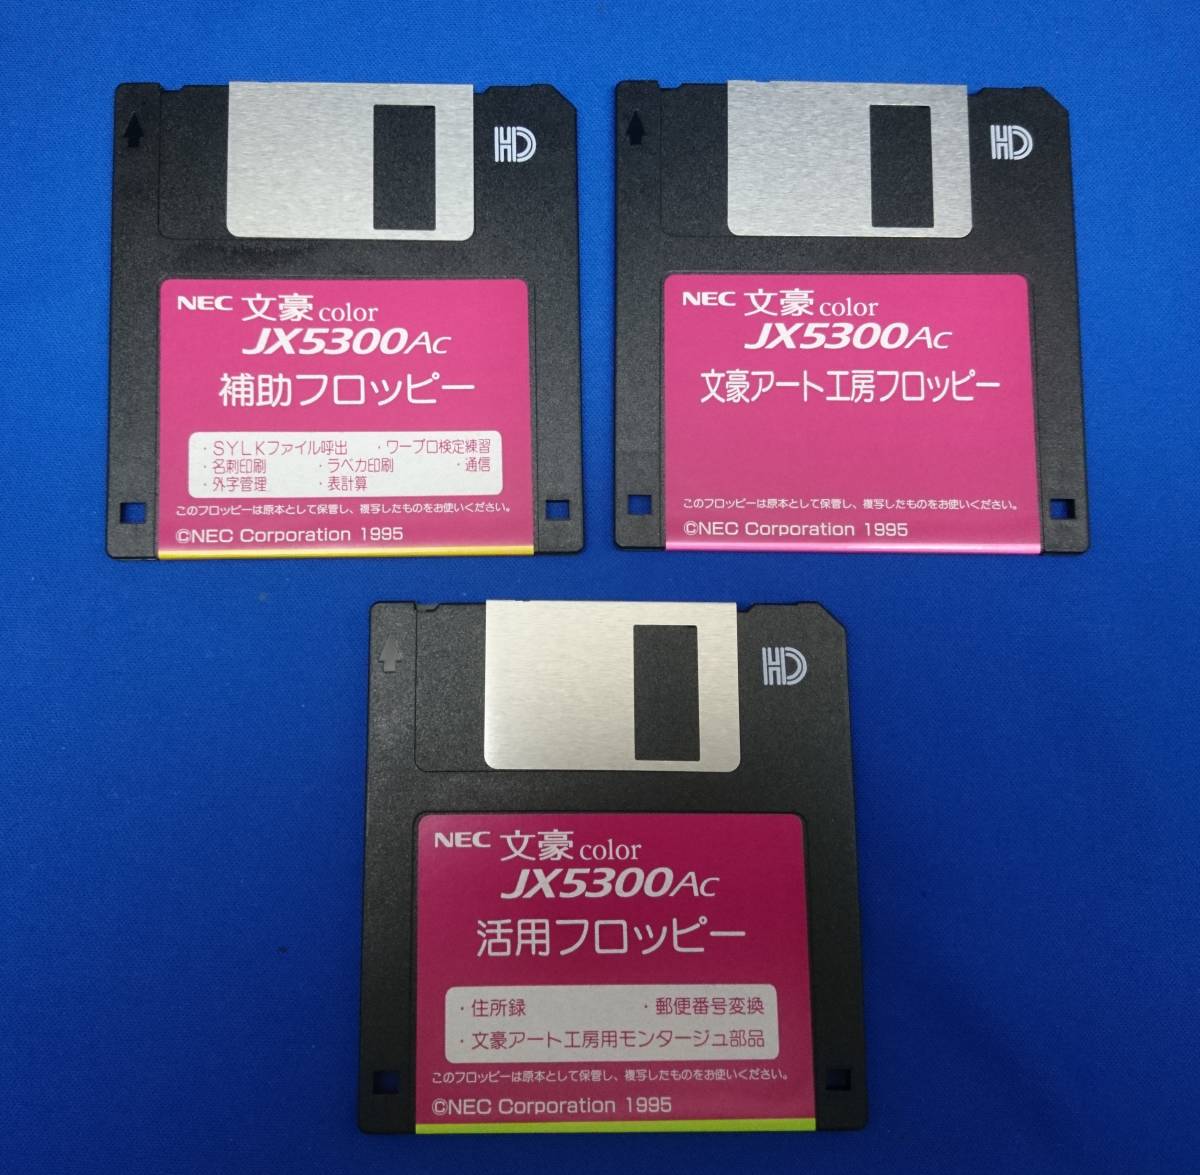 HD
NEC 文豪 color
JX5300Ac
補助フロッピー
・SYLKファイル呼出 ・ワープロ検定練習
・名刺印刷 ・ラベカ印刷 ・通信
・外字管理 ・表計算
このフロッピーは原本として保管し、複写したものをお使いください。
©NEC Corporation 1995
HD
NEC 文豪 color
JX5300Ac
文豪アート工房フロッピー
このフロッピーは原本として保管し、複写したものをお使いください。
©NEC Corporation 1995
HD
NEC 文豪 color
JX5300Ac
活用フロッピー
・住所録 ・郵便番号変換
・文豪アート工房用モンタージュ部品
このフロッピーは原本として保管し、複写したものをお使いください。
©NEC Corporation 1995